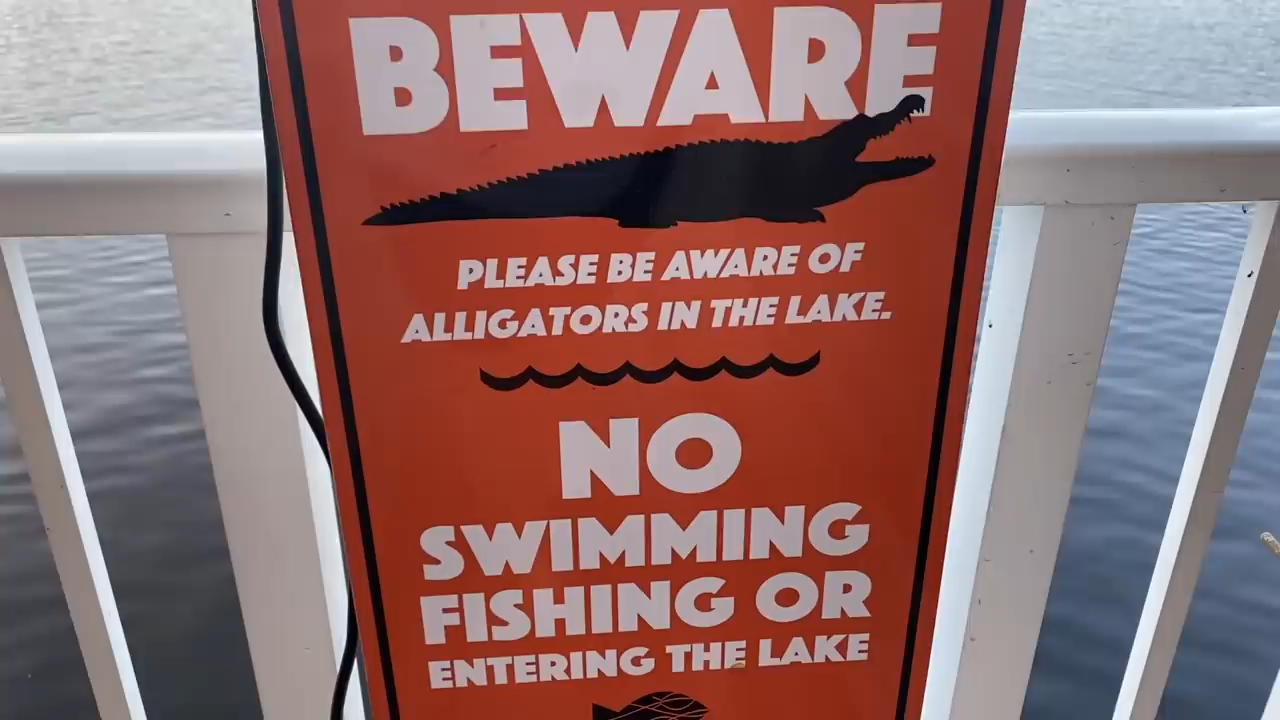 BEWARE
PLEASE BE AWARE OF
ALLIGATORS IN THE LAKE.
NO
SWIMMING
FISHING OR
ENTERING THE LAKE